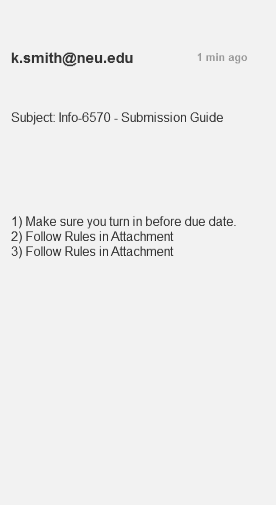 k.smith@neu.edu 1 min ago
Subject: Info-6570 - Submission Guide
1) Make sure you turn in before due date.
2) Follow Rules in Attachment
3) Follow Rules in Attachment